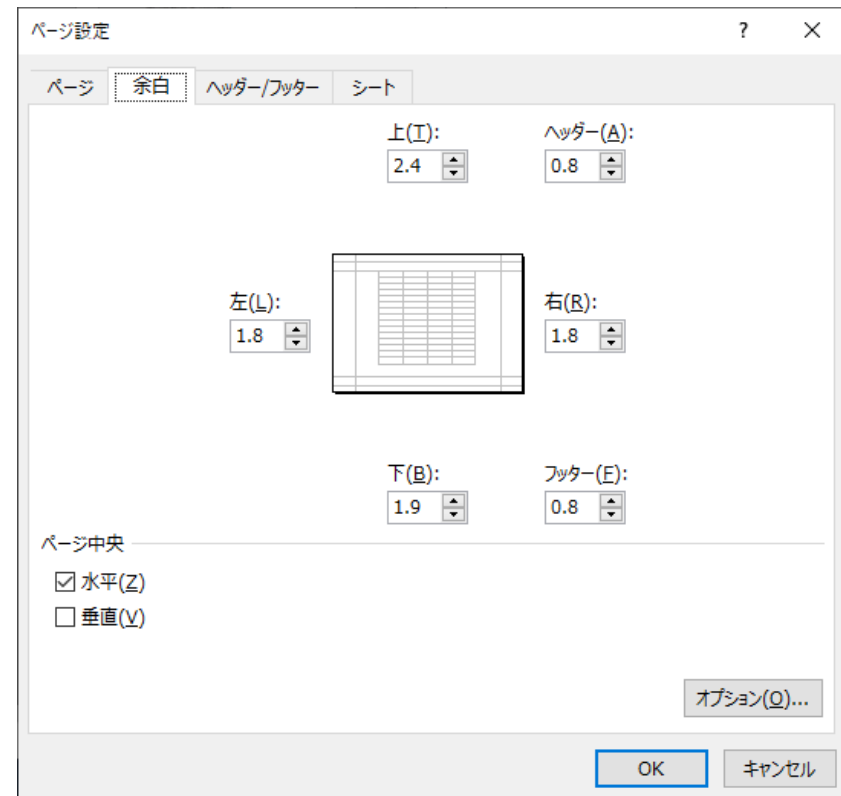 ページ設定 ? ×
ページ 余白 ヘッダー/フッター シート
上(T): ヘッダー(A):
2.4 0.8
左(L): 右(R):
1.8 1.8
下(B): フッター(F):
1.9 0.8
ページ中央
水平(Z)
垂直(V)
オプション(O)...
OK キャンセル